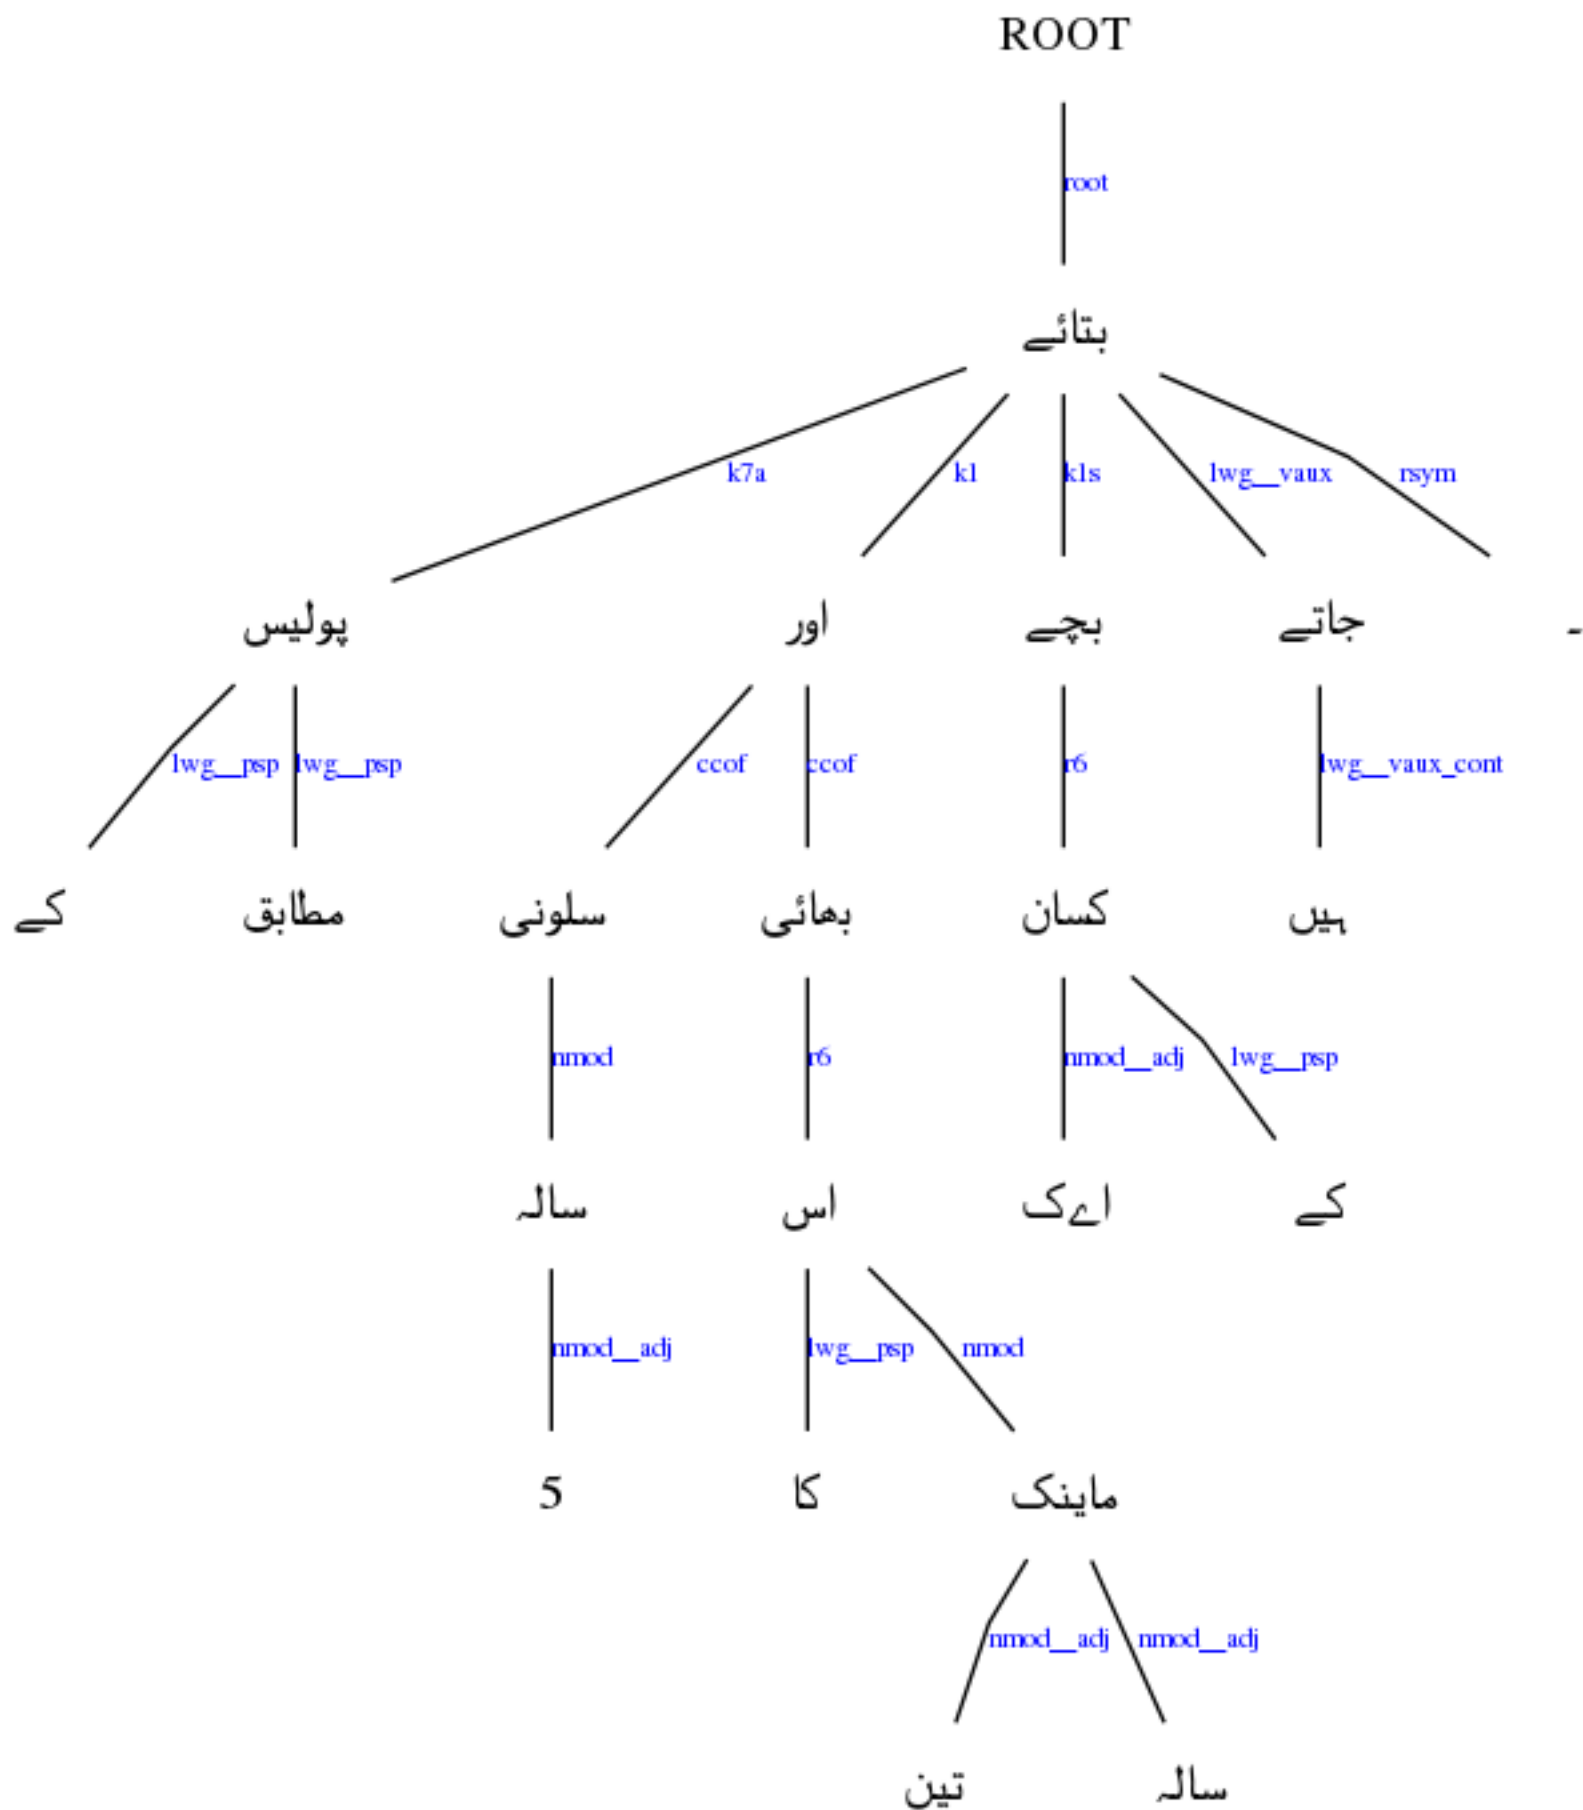 ROOT
root
بتائے
k7a k1 k1s lwg__vaux rsym
پولیس اور بچے جاتے ۔
lwg__psp lwg__psp ccof ccof r6 lwg__vaux_cont
کے مطابق سلونی بھائی کسان ہیں
nmod r6 nmod__adj lwg__psp
سالہ اس اےک کے
nmod__adj lwg__psp nmod
5 کا ماینک
nmod__adj nmod__adj
تین سالہ